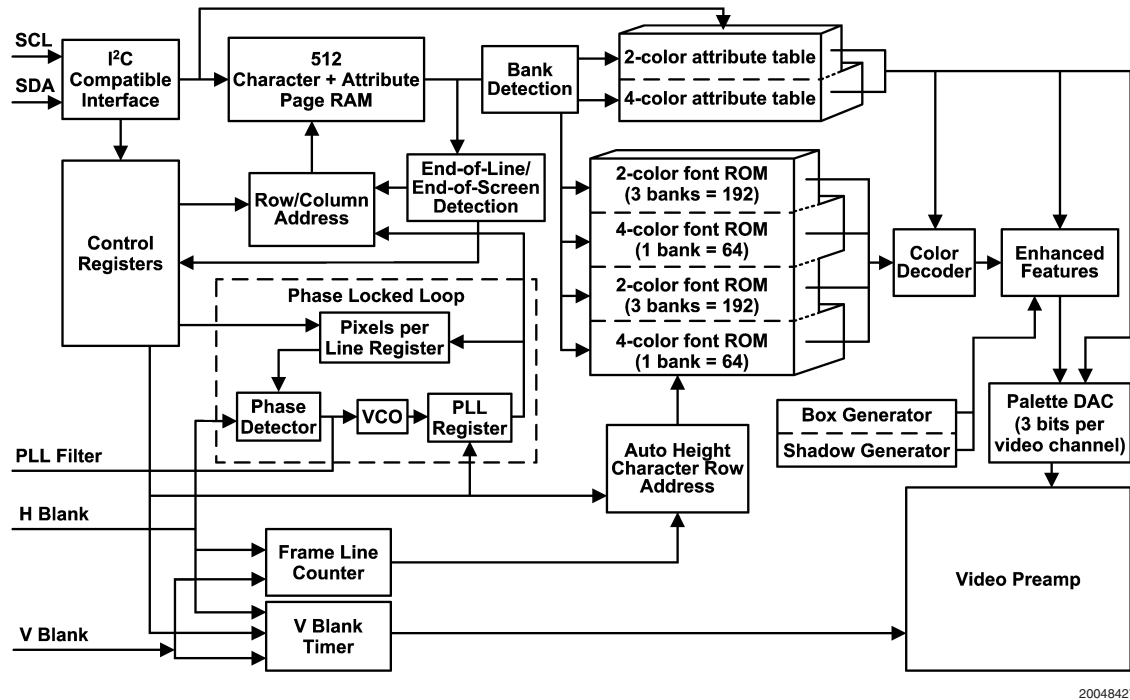 SCL
SDA
I²C
Compatible
Interface
512
Character + Attribute
Page RAM
Bank
Detection
2-color attribute table
4-color attribute table
End-of-Line/
End-of-Screen
Detection
Row/Column
Address
Control
Registers
2-color font ROM
(3 banks = 192)
4-color font ROM
(1 bank = 64)
2-color font ROM
(3 banks = 192)
4-color font ROM
(1 bank = 64)
Color
Decoder
Enhanced
Features
Phase Locked Loop
Pixels per
Line Register
Phase
Detector
VCO
PLL
Register
Box Generator
Shadow Generator
Palette DAC
(3 bits per
video channel)
Auto Height
Character Row
Address
PLL Filter
H Blank
Frame Line
Counter
V Blank
V Blank
Timer
Video Preamp
2004842